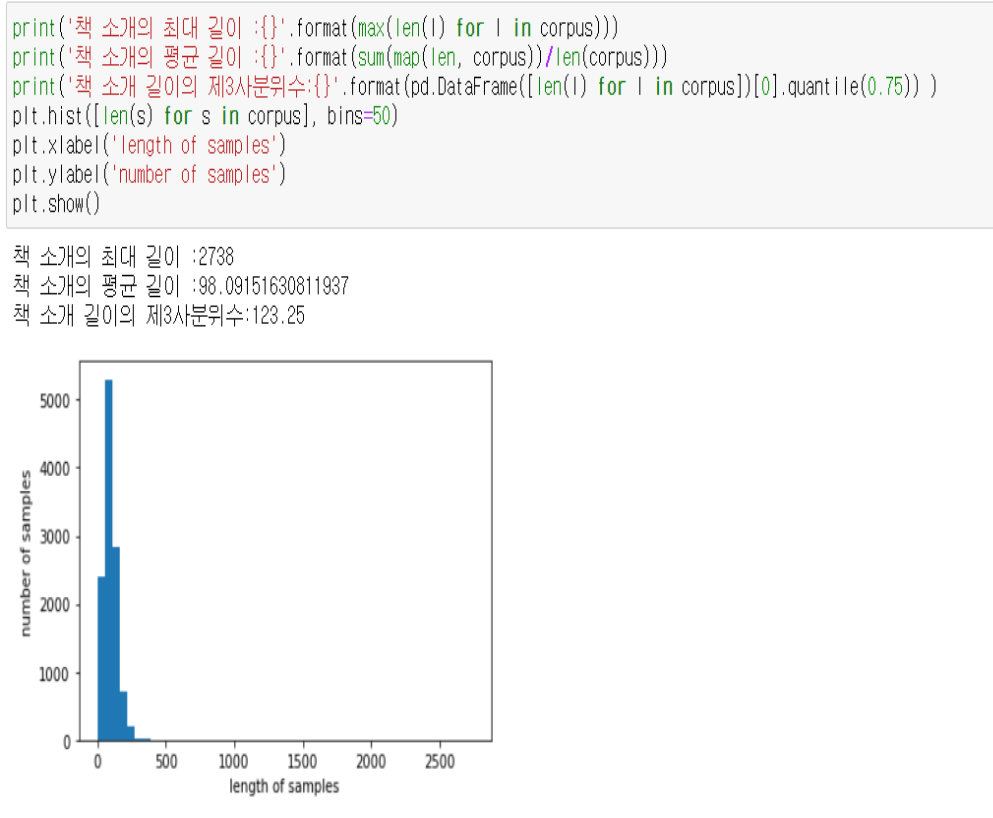 print('책 소개의 최대 길이 :{}'.format(max(len(l) for l in corpus)))
print('책 소개의 평균 길이 :{}'.format(sum(map(len, corpus))/len(corpus)))
print('책 소개 길이의 제3사분위수:{}'.format(pd.DataFrame([len(l) for l in corpus])[0].quantile(0.75)) )
plt.hist([len(s) for s in corpus], bins=50)
plt.xlabel('length of samples')
plt.ylabel('number of samples')
plt.show()
책 소개의 최대 길이 :2738
책 소개의 평균 길이 :98.09151630811937
책 소개 길이의 제3사분위수:123.25
number of samples
5000
4000
3000
2000
1000
0
0 500 1000 1500 2000 2500
length of samples